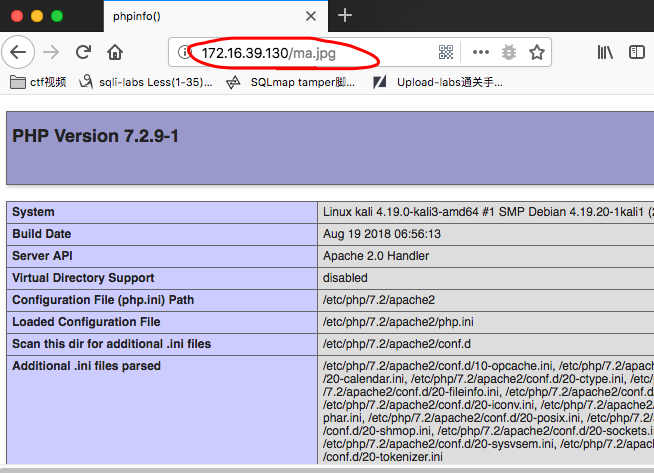 phpinfo()
172.16.39.130/ma.jpg
ctf视频 sqli-labs Less(1-35)... SQLmap tamper脚... Upload-labs通关手...
PHP Version 7.2.9-1
System Linux kali 4.19.0-kali3-amd64 #1 SMP Debian 4.19.20-1kali1 (2
Build Date Aug 19 2018 06:56:13
Server API Apache 2.0 Handler
Virtual Directory Support disabled
Configuration File (php.ini) Path /etc/php/7.2/apache2
Loaded Configuration File /etc/php/7.2/apache2/php.ini
Scan this dir for additional .ini files /etc/php/7.2/apache2/conf.d
Additional .ini files parsed /etc/php/7.2/apache2/conf.d/10-opcache.ini, /etc/php/7.2/apa
/20-calendar.ini, /etc/php/7.2/apache2/conf.d/20-ctype.ini, /etc/
7.2/apache2/conf.d/20-fileinfo.ini, /etc/php/7.2/apache2/conf.d/
/etc/php/7.2/apache2/conf.d/20-iconv.ini, /etc/php/7.2/apache2/
phar.ini, /etc/php/7.2/apache2/conf.d/20-posix.ini, /etc/php/7.2/a
/conf.d/20-shmop.ini, /etc/php/7.2/apache2/conf.d/20-sockets.in
/etc/php/7.2/apache2/conf.d/20-sysvsem.ini, /etc/php/7.2/apach
/conf.d/20-tokenizer.ini